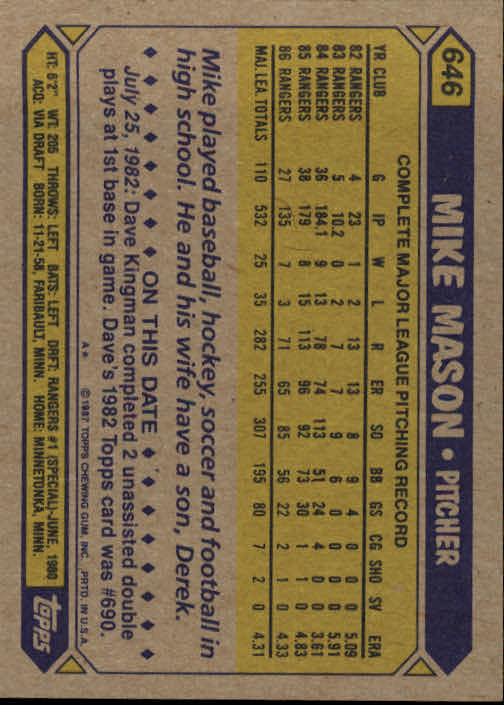 646
MIKE MASON • PITCHER
COMPLETE MAJOR LEAGUE PITCHING RECORD
YR CLUB G IP W L R ER SO BB GS CG SHO SV ERA
82 RANGERS 4 23 1 2 13 13 8 9 4 0 0 0 5.09
83 RANGERS 5 10.2 0 2 7 7 9 6 0 0 0 0 5.91
84 RANGERS 36 184.1 9 13 78 74 113 51 24 4 0 0 3.61
85 RANGERS 38 179 8 15 113 96 92 73 30 1 1 0 4.83
86 RANGERS 27 135 7 3 71 65 85 56 22 2 1 0 4.33
MAJ.LEA. TOTALS 110 532 25 35 282 255 307 195 80 7 2 0 4.31
Mike played baseball, hockey, soccer and football in
high school. He and his wife have a son, Derek.
♦ ♦ ♦ ♦ ♦ ♦ ON THIS DATE ♦ ♦ ♦ ♦ ♦ ♦
July 25, 1982: Dave Kingman completed 2 unassisted double
plays at 1st base in game. Dave's 1982 Topps card was #690.
A* ©1987 TOPPS CHEWING GUM, INC., PRTD. IN U.S.A.
HT: 6'2" WT: 205 THROWS: LEFT BATS: LEFT DRFT: RANGERS #1 (SPECIAL)-JUNE, 1980
ACQ: VIA DRAFT BORN: 11-21-58, FARIBAULT, MINN. HOME: MINNETONKA, MINN.
TOPPS